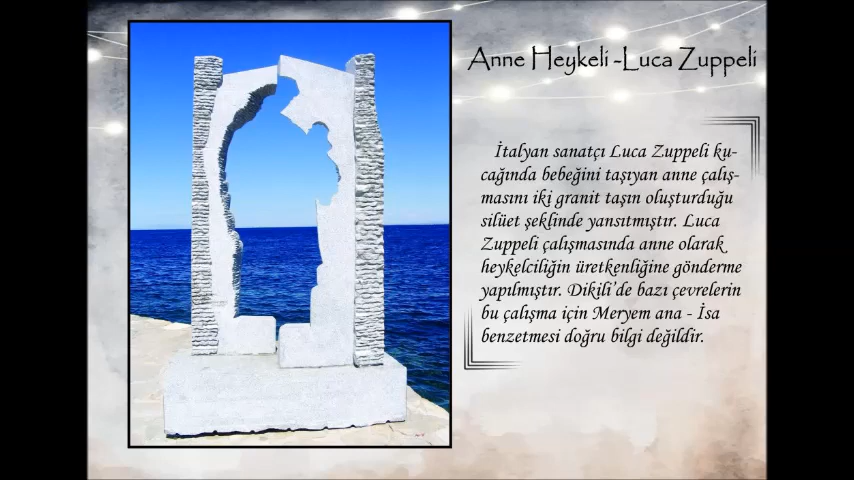 Anne Heykeli -Luca Zuppeli
İtalyan sanatçı Luca Zuppeli ku-
cağında bebeğini taşıyan anne çalış-
masını iki granit taşın oluşturduğu
silüet şeklinde yansıtmıştır. Luca
Zuppeli çalışmasında anne olarak
heykelciliğin üretkenliğine gönderme
yapılmıştır. Dikili'de bazı çevrelerin
bu çalışma için Meryem ana - İsa
benzetmesi doğru bilgi değildir.